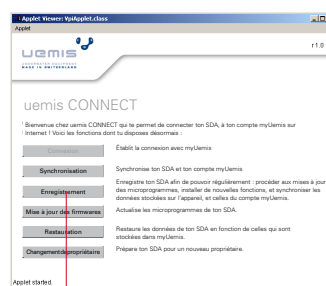 Applet Viewer: VpiApplet.class
Applet
uemis
UNDERWATER EQUIPMENT
MADE IN SWITZERLAND
r 1.0
uemis CONNECT
Bienvenue chez uemis CONNECT qui te permet de connecter ton SDA, à ton compte myUemis sur
Internet ! Voici les fonctions dont tu disposes désormais :
Connexion
Établit la connexion avec myUemis
Synchronisation
Synchronise ton SDA et ton compte myUemis
Enregistrement
Enregistre ton SDA afin de pouvoir régulièrement : procéder aux mises à jour
des microprogrammes, installer de nouvelles fonctions, et synchroniser les
données stockées sur l'appareil, et celles du compte myUemis.
Mise à jour des firmwares
Actualise les microprogrammes de ton SDA.
Restauration
Restaure les données de ton SDA en fonction de celles qui sont
stockées dans myUemis.
Changement de propriétaire
Prépare ton SDA pour un nouveau propriétaire.
Applet started.